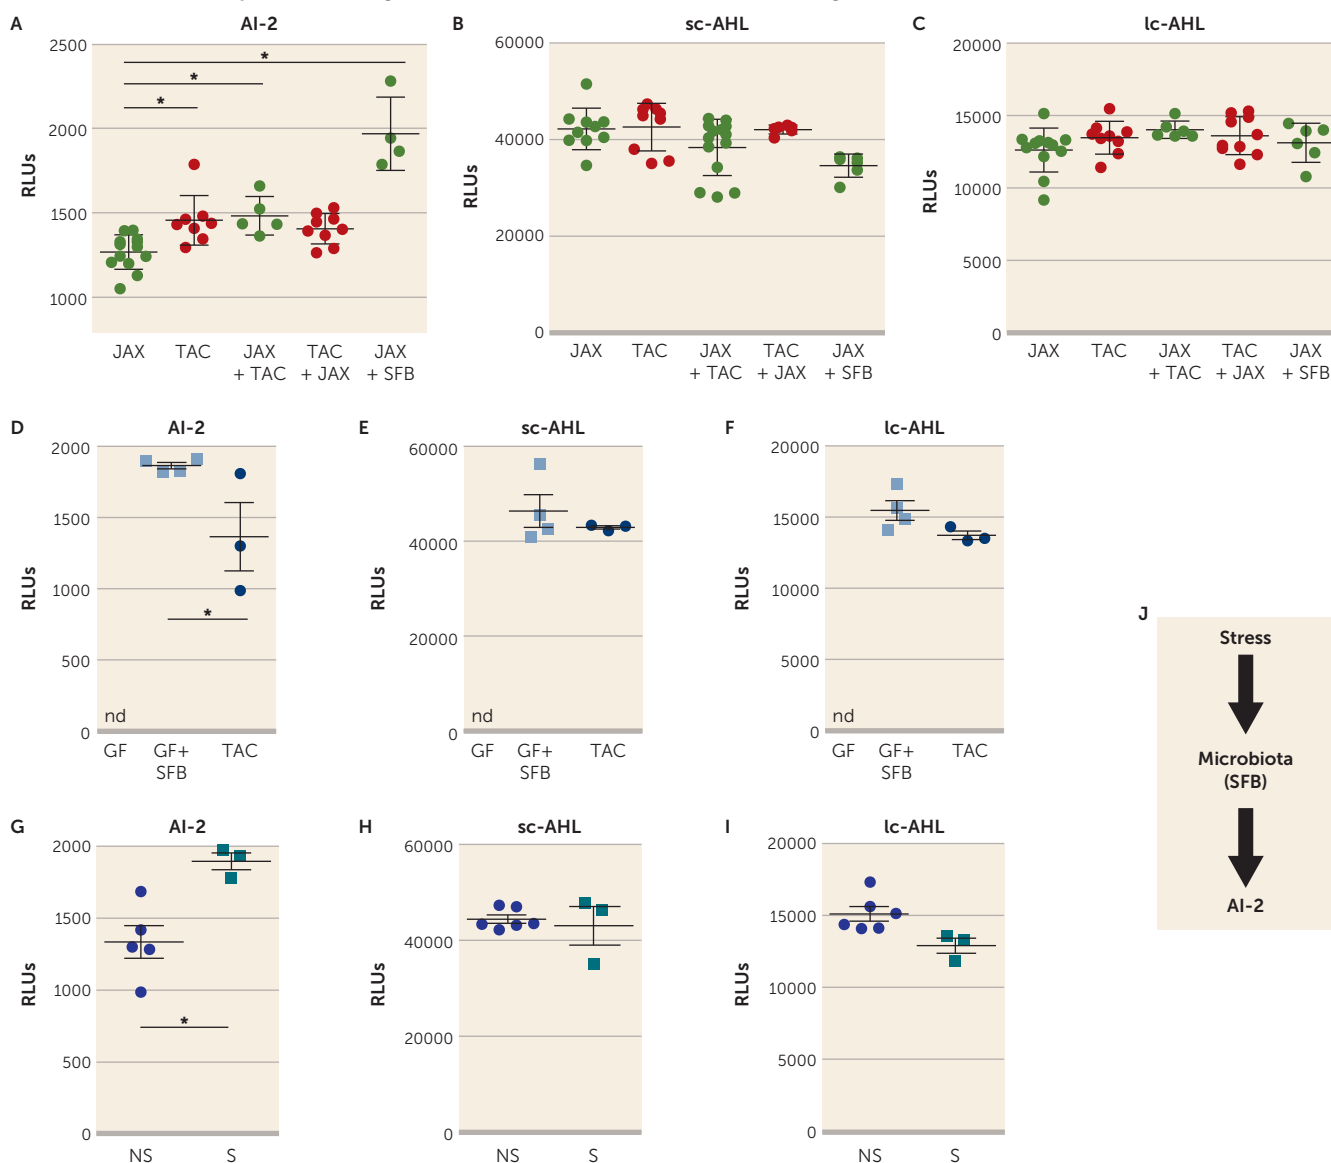 A AI-2
RLUs
2500
2000
1500
1000
* * *
JAX TAC JAX + TAC TAC + JAX JAX + SFB
B sc-AHL
RLUs
60000
40000
20000
0
JAX TAC JAX + TAC TAC + JAX JAX + SFB
C lc-AHL
RLUs
20000
15000
10000
5000
0
JAX TAC JAX + TAC TAC + JAX JAX + SFB
D AI-2
RLUs
2000
1500
1000
500
0
*
nd
GF GF+ SFB TAC
E sc-AHL
RLUs
60000
40000
20000
0
nd
GF GF+ SFB TAC
F lc-AHL
RLUs
20000
15000
10000
5000
0
nd
GF GF+ SFB TAC
G AI-2
RLUs
2000
1500
1000
500
0
*
NS S
H sc-AHL
RLUs
60000
40000
20000
0
NS S
I lc-AHL
RLUs
20000
15000
10000
5000
0
NS S
J
Stress
Microbiota
(SFB)
AI-2